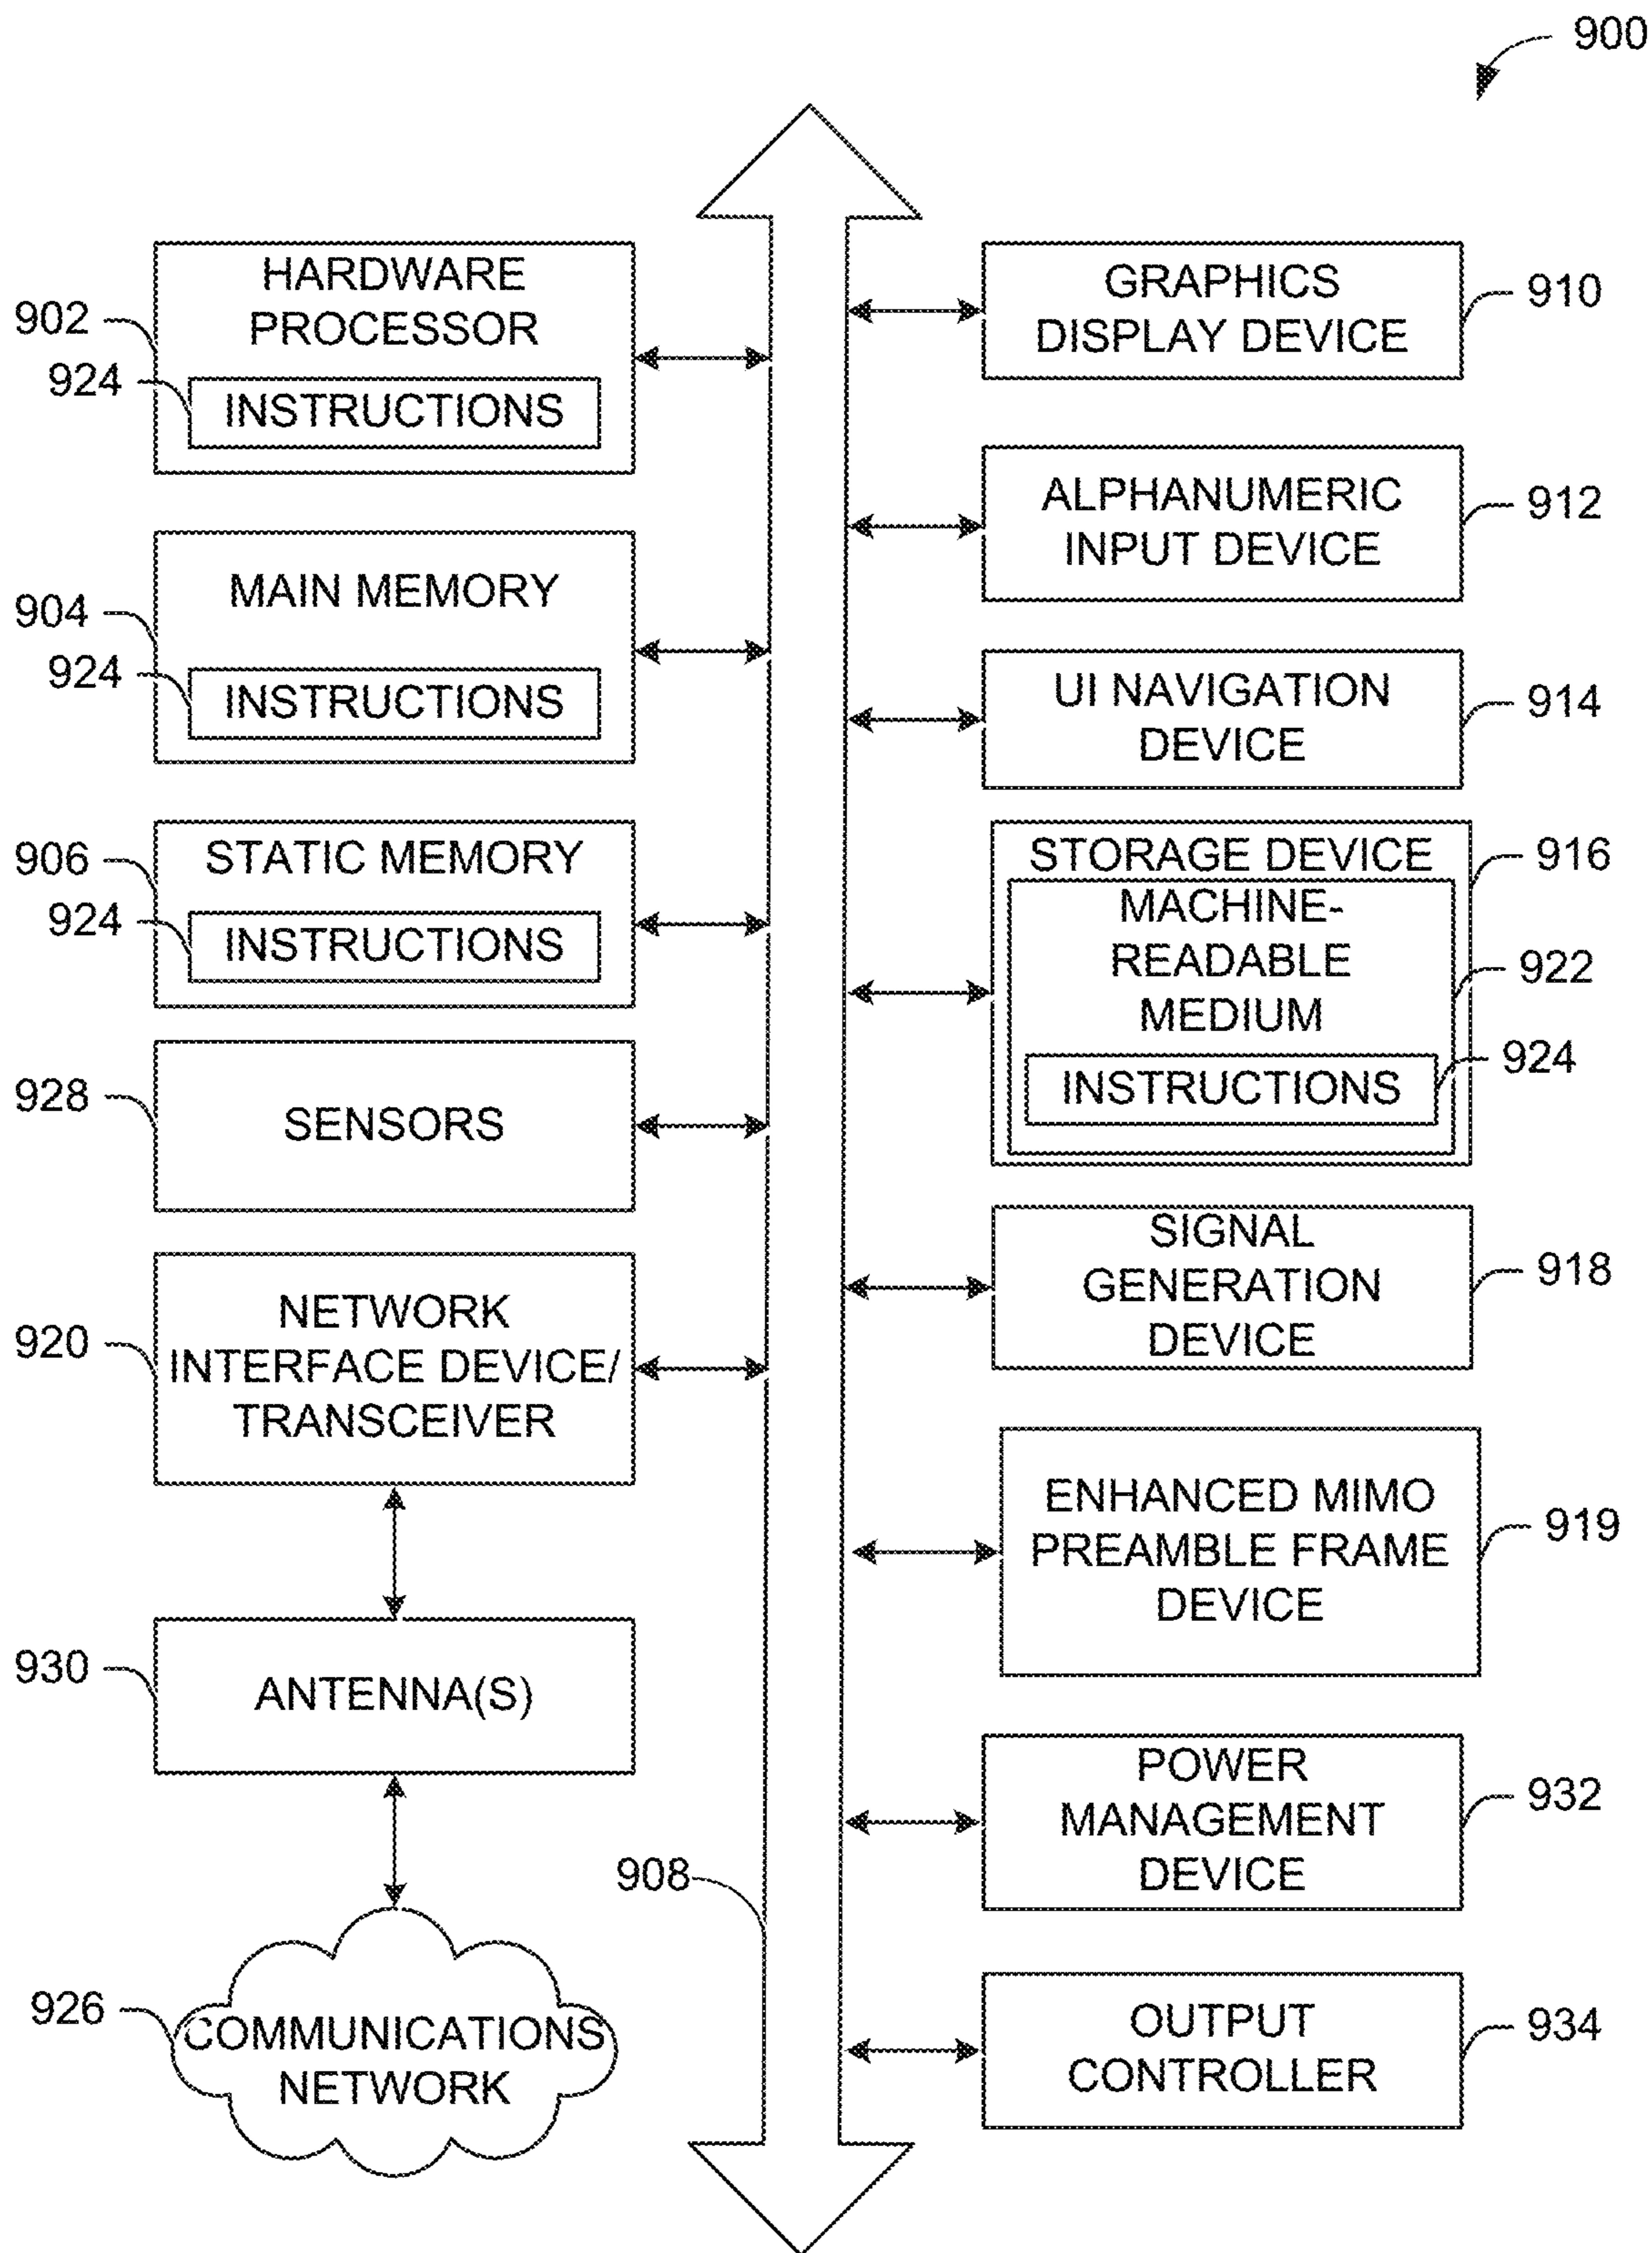 900
HARDWARE
PROCESSOR
902
924
INSTRUCTIONS
MAIN MEMORY
904
924
INSTRUCTIONS
STATIC MEMORY
906
924
INSTRUCTIONS
928
SENSORS
NETWORK
920
INTERFACE DEVICE/
TRANSCEIVER
930
ANTENNA(S)
908
926
COMMUNICATIONS
NETWORK
GRAPHICS
DISPLAY DEVICE
910
ALPHANUMERIC
INPUT DEVICE
912
UI NAVIGATION
DEVICE
914
STORAGE DEVICE
916
MACHINE-
READABLE
MEDIUM
922
924
INSTRUCTIONS
SIGNAL
GENERATION
DEVICE
918
ENHANCED MIMO
PREAMBLE FRAME
DEVICE
919
POWER
MANAGEMENT
DEVICE
932
OUTPUT
CONTROLLER
934